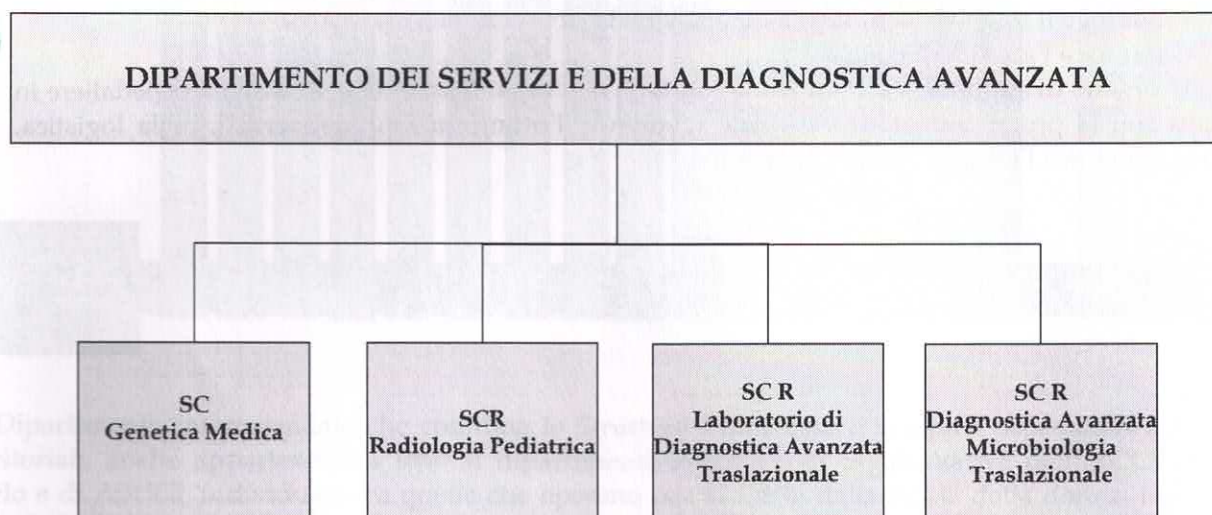 DIPARTIMENTO DEI SERVIZI E DELLA DIAGNOSTICA AVANZATA
SC
Genetica Medica
SCR
Radiologia Pediatrica
SC R
Laboratorio di
Diagnostica Avanzata
Traslazionale
SC R
Diagnostica Avanzata
Microbiologia
Traslazionale